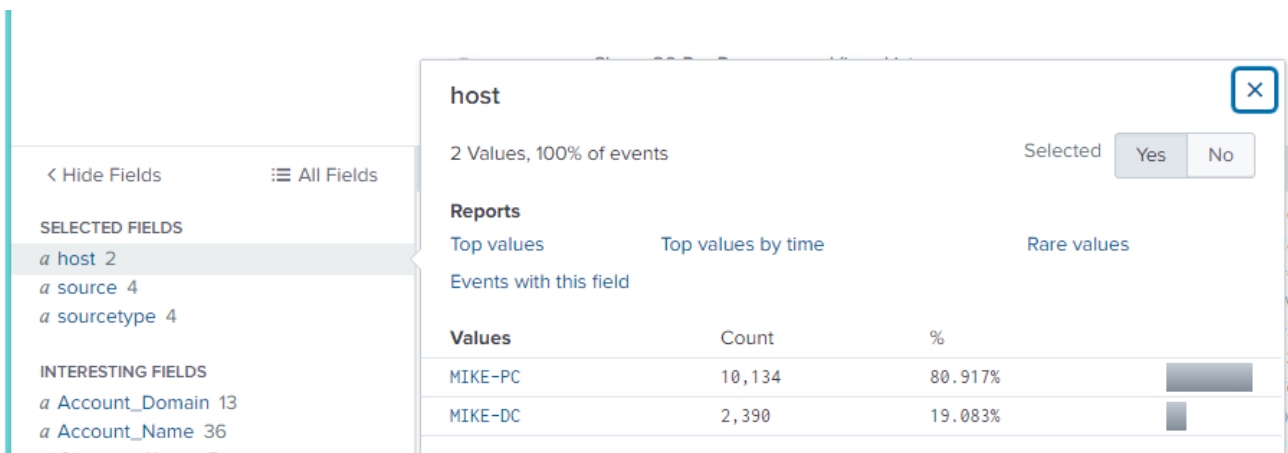 host
2 Values, 100% of events
Selected Yes No
< Hide Fields All Fields
Reports
SELECTED FIELDS
Top values Top values by time Rare values
a host 2
Events with this field
a source 4
a sourcetype 4
Values Count %
INTERESTING FIELDS
MIKE-PC 10,134 80.917%
a Account_Domain 13
MIKE-DC 2,390 19.083%
a Account_Name 36